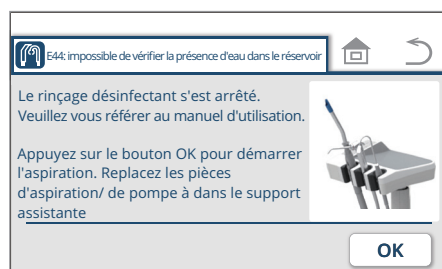 E44: impossible de vérifier la présence d'eau dans le réservoir
Le rinçage désinfectant s'est arrêté.
Veuillez vous référer au manuel d'utilisation.
Appuyez sur le bouton OK pour démarrer
l'aspiration. Replacez les pièces
d'aspiration/ de pompe à dans le support
assistante
OK